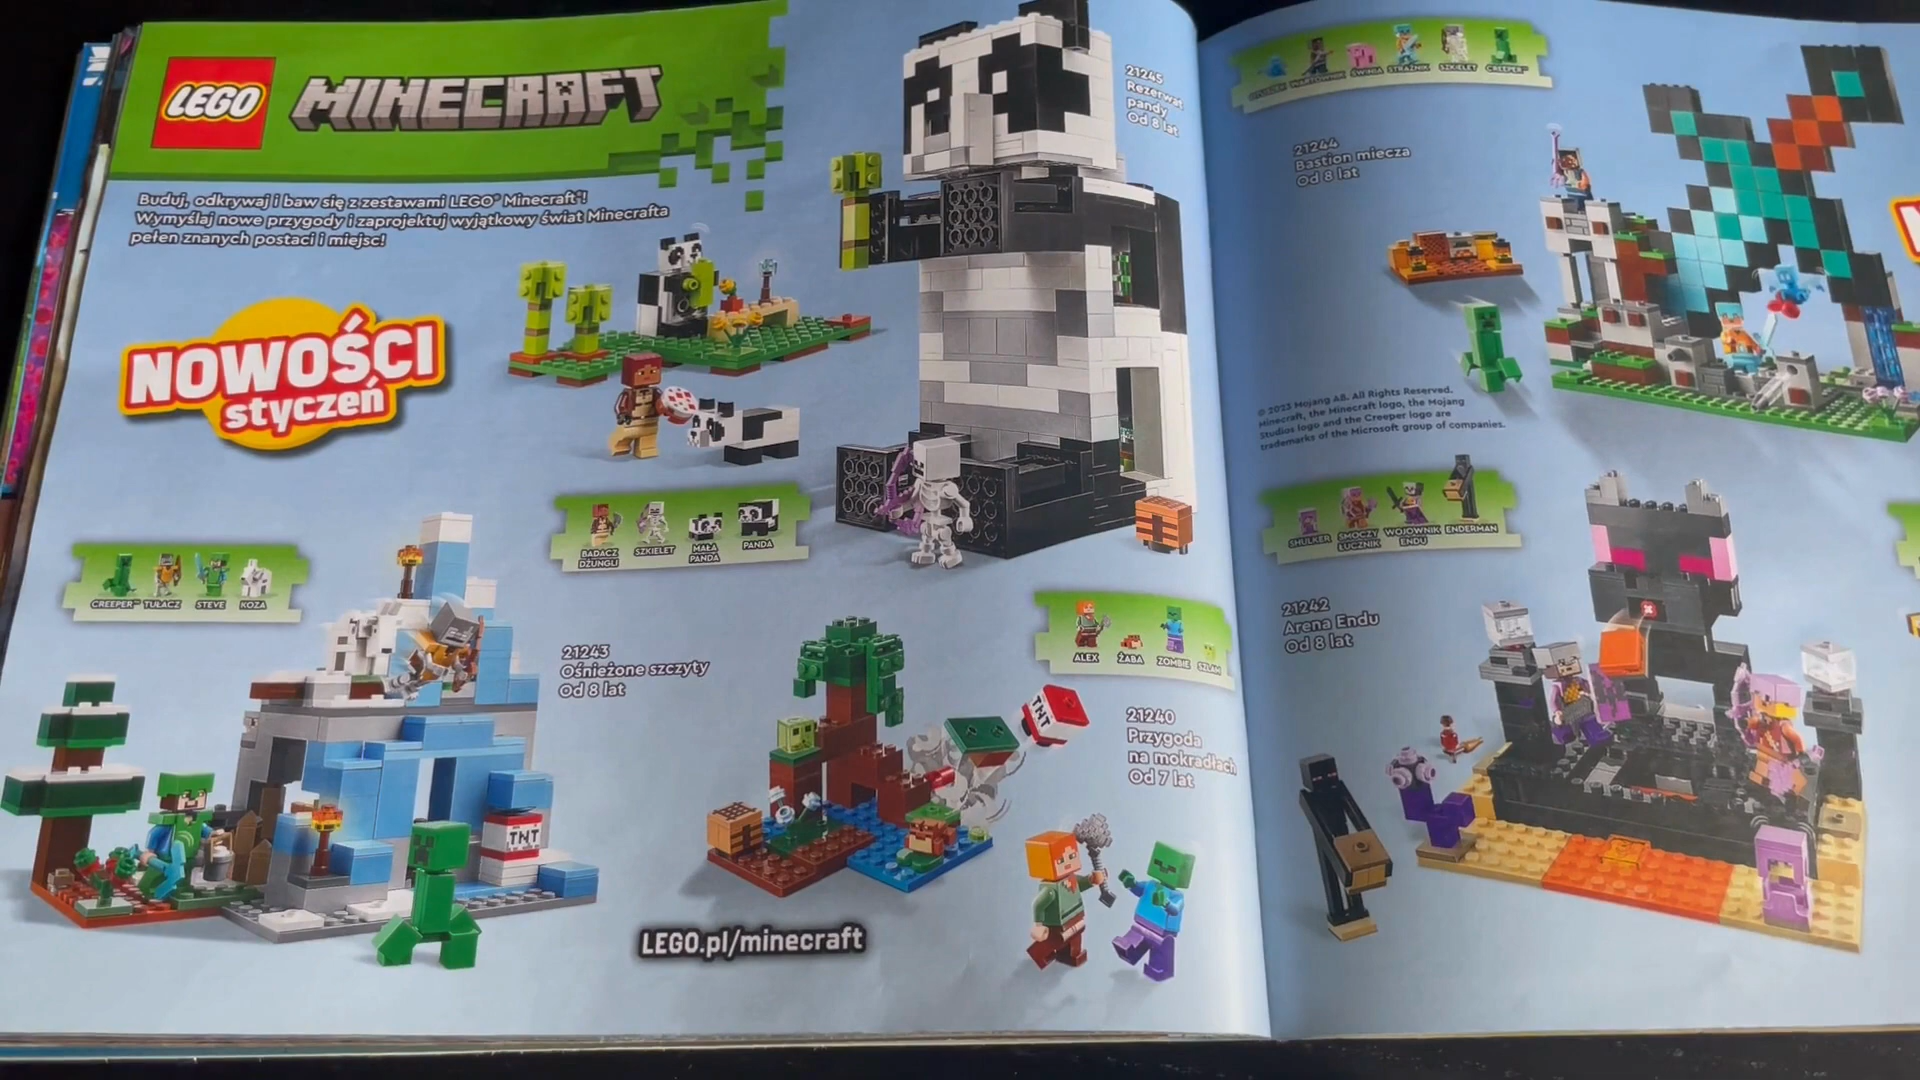 LEGO MINECRAFT
Buduj, odkrywaj i baw się z zestawami LEGO® Minecraft®!
Wymyślaj nowe przygody i zaprojektuj wyjątkowy świat Minecrafta
pełen znanych postaci i miejsc!
NOWOŚCI
styczeń
21245
Rezerwat
pandy
Od 8 lat
BADACZ
DŻUNGLI
SZKIELET
MAŁA
PANDA
PANDA
CREEPER™ TUŁACZ STEVE KOZA
21243
Ośnieżone szczyty
Od 8 lat
TNT
TNT
ALEX ŻABA ZOMBIE SZLAM
21240
Przygoda
na mokradłach
Od 7 lat
LEGO.pl/minecraft
ŚWINIA STRAŻNIK SZKIELET CREEPER™
21244
Bastion miecza
Od 8 lat
© 2023 Mojang AB. All Rights Reserved.
Minecraft, the Minecraft logo, the Mojang
Studios logo and the Creeper logo are
trademarks of the Microsoft group of companies.
SHULKER
SMOCZY
ŁUCZNIK
WOJOWNIK
ENDU
ENDERMAN
21242
Arena Endu
Od 8 lat